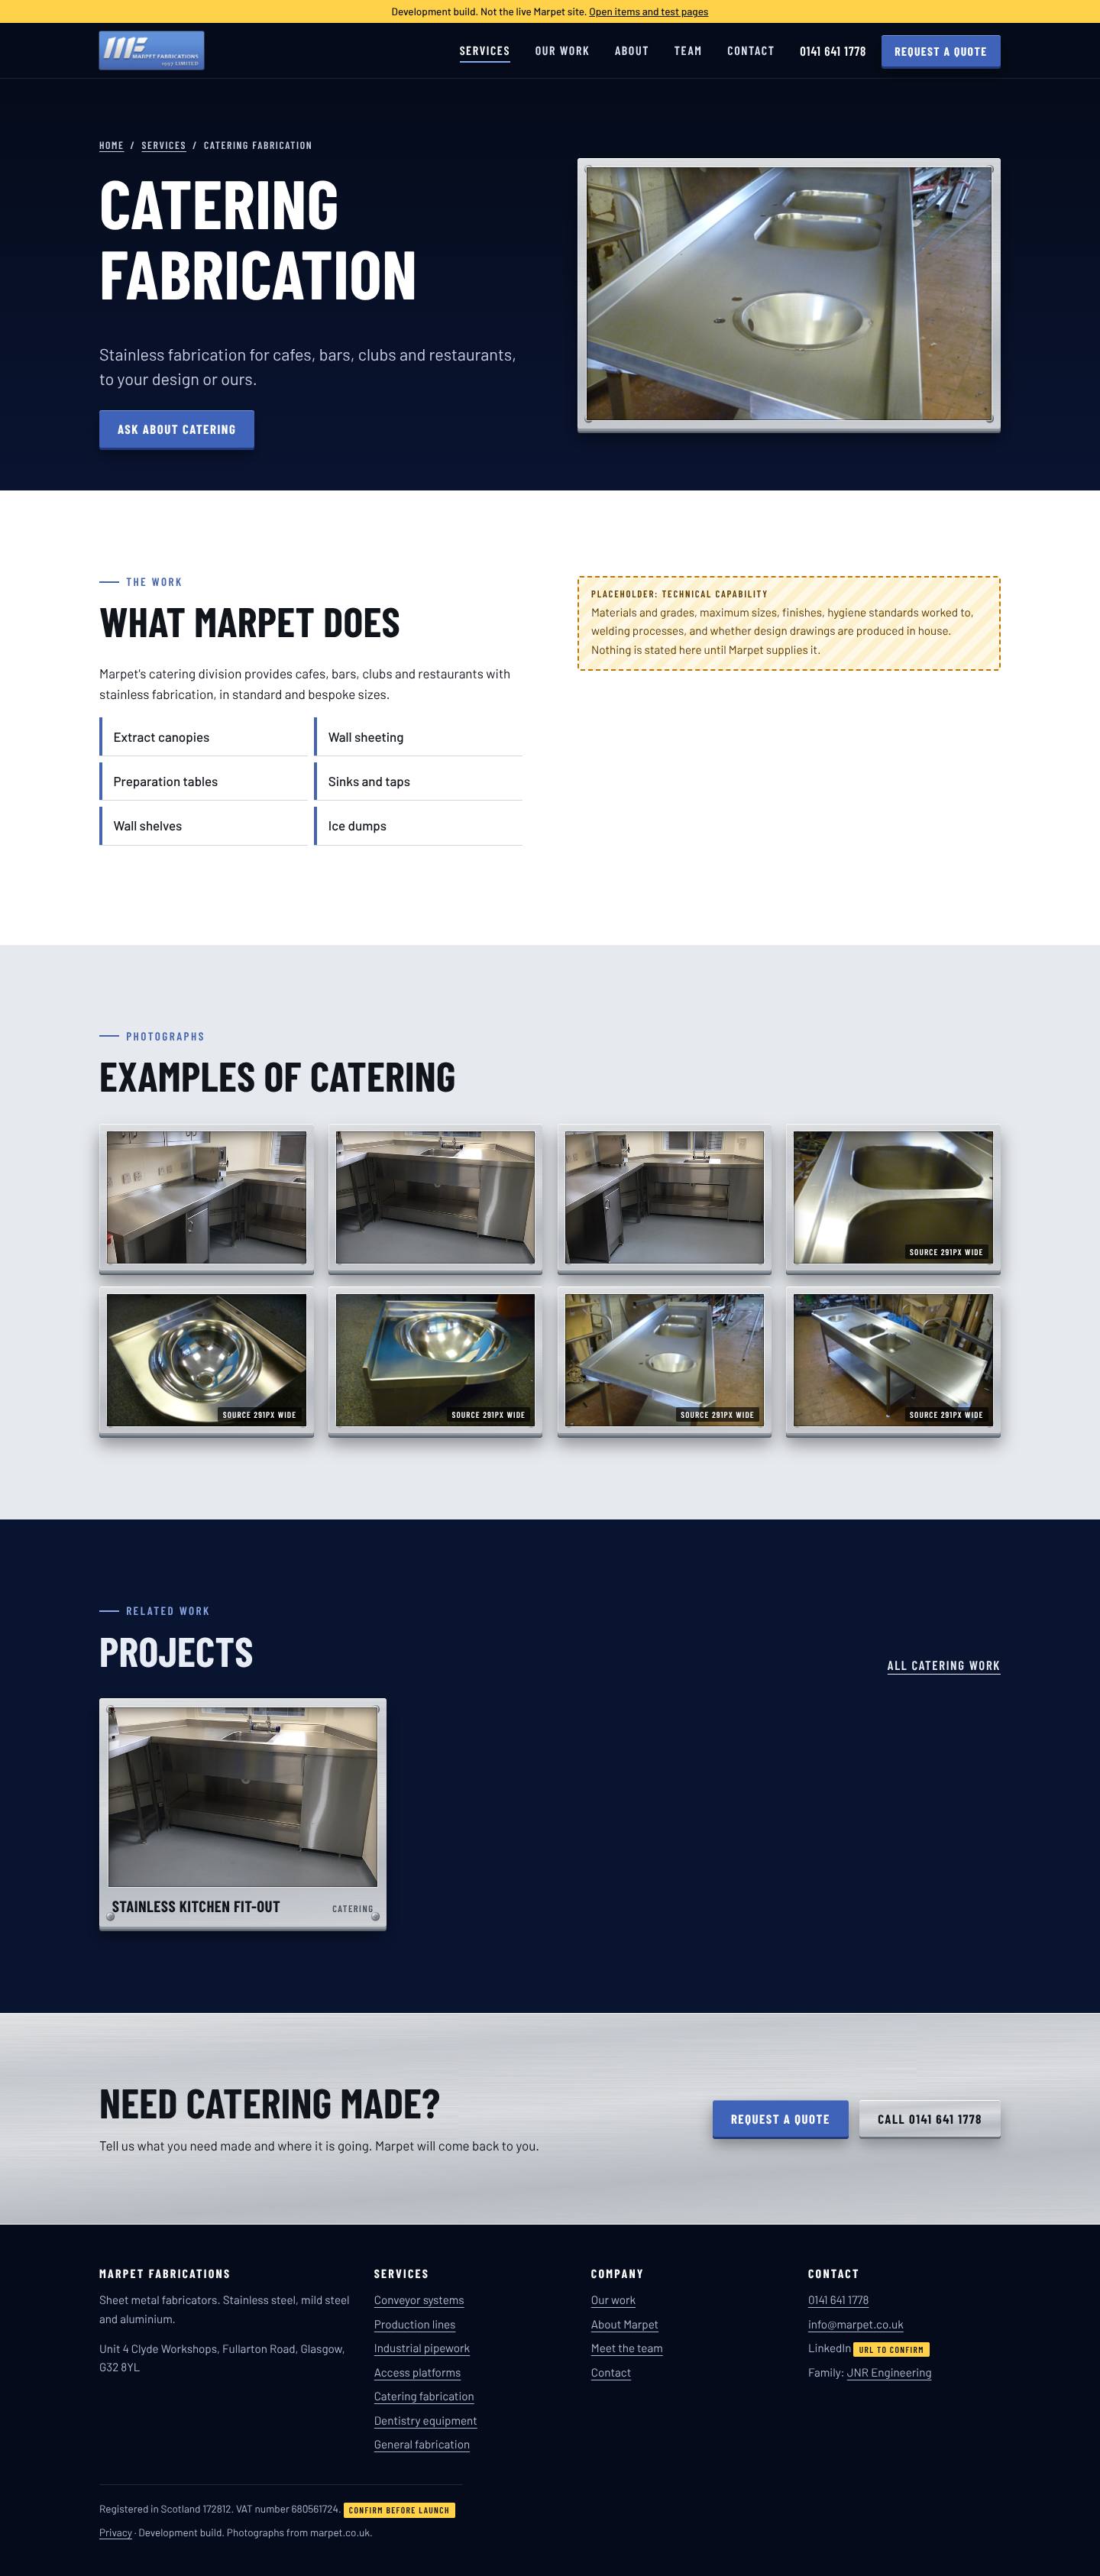 Development build. Not the live Marpet site. Open items and test pages
MARPET FABRICATIONS
LIMITED
SERVICES
OUR WORK
ABOUT
TEAM
CONTACT
0141 641 1778
REQUEST A QUOTE
HOME / SERVICES / CATERING FABRICATION
CATERING
FABRICATION
Stainless fabrication for cafes, bars, clubs and restaurants,
to your design or ours.
ASK ABOUT CATERING
THE WORK
WHAT MARPET DOES
Marpet's catering division provides cafes, bars, clubs and restaurants with
stainless fabrication, in standard and bespoke sizes.
Extract canopies
Wall sheeting
Preparation tables
Sinks and taps
Wall shelves
Ice dumps
PLACEHOLDER: TECHNICAL CAPABILITY
Materials and grades, maximum sizes, finishes, hygiene standards worked to,
welding processes, and whether design drawings are produced in house.
Nothing is stated here until Marpet supplies it.
PHOTOGRAPHS
EXAMPLES OF CATERING
SOURCE 291PX WIDE
SOURCE 291PX WIDE
SOURCE 291PX WIDE
SOURCE 291PX WIDE
SOURCE 291PX WIDE
RELATED WORK
PROJECTS
ALL CATERING WORK
STAINLESS KITCHEN FIT-OUT
CATERING
NEED CATERING MADE?
Tell us what you need made and where it is going. Marpet will come back to you.
REQUEST A QUOTE
CALL 0141 641 1778
MARPET FABRICATIONS
Sheet metal fabricators. Stainless steel, mild steel
and aluminium.
Unit 4 Clyde Workshops, Fullarton Road, Glasgow,
G32 8YL
SERVICES
Conveyor systems
Production lines
Industrial pipework
Access platforms
Catering fabrication
Dentistry equipment
General fabrication
COMPANY
Our work
About Marpet
Meet the team
Contact
CONTACT
0141 641 1778
info@marpet.co.uk
LinkedIn URL TO CONFIRM
Family: JNR Engineering
Registered in Scotland 172812. VAT number 680561724. CONFIRM BEFORE LAUNCH
Privacy · Development build. Photographs from marpet.co.uk.